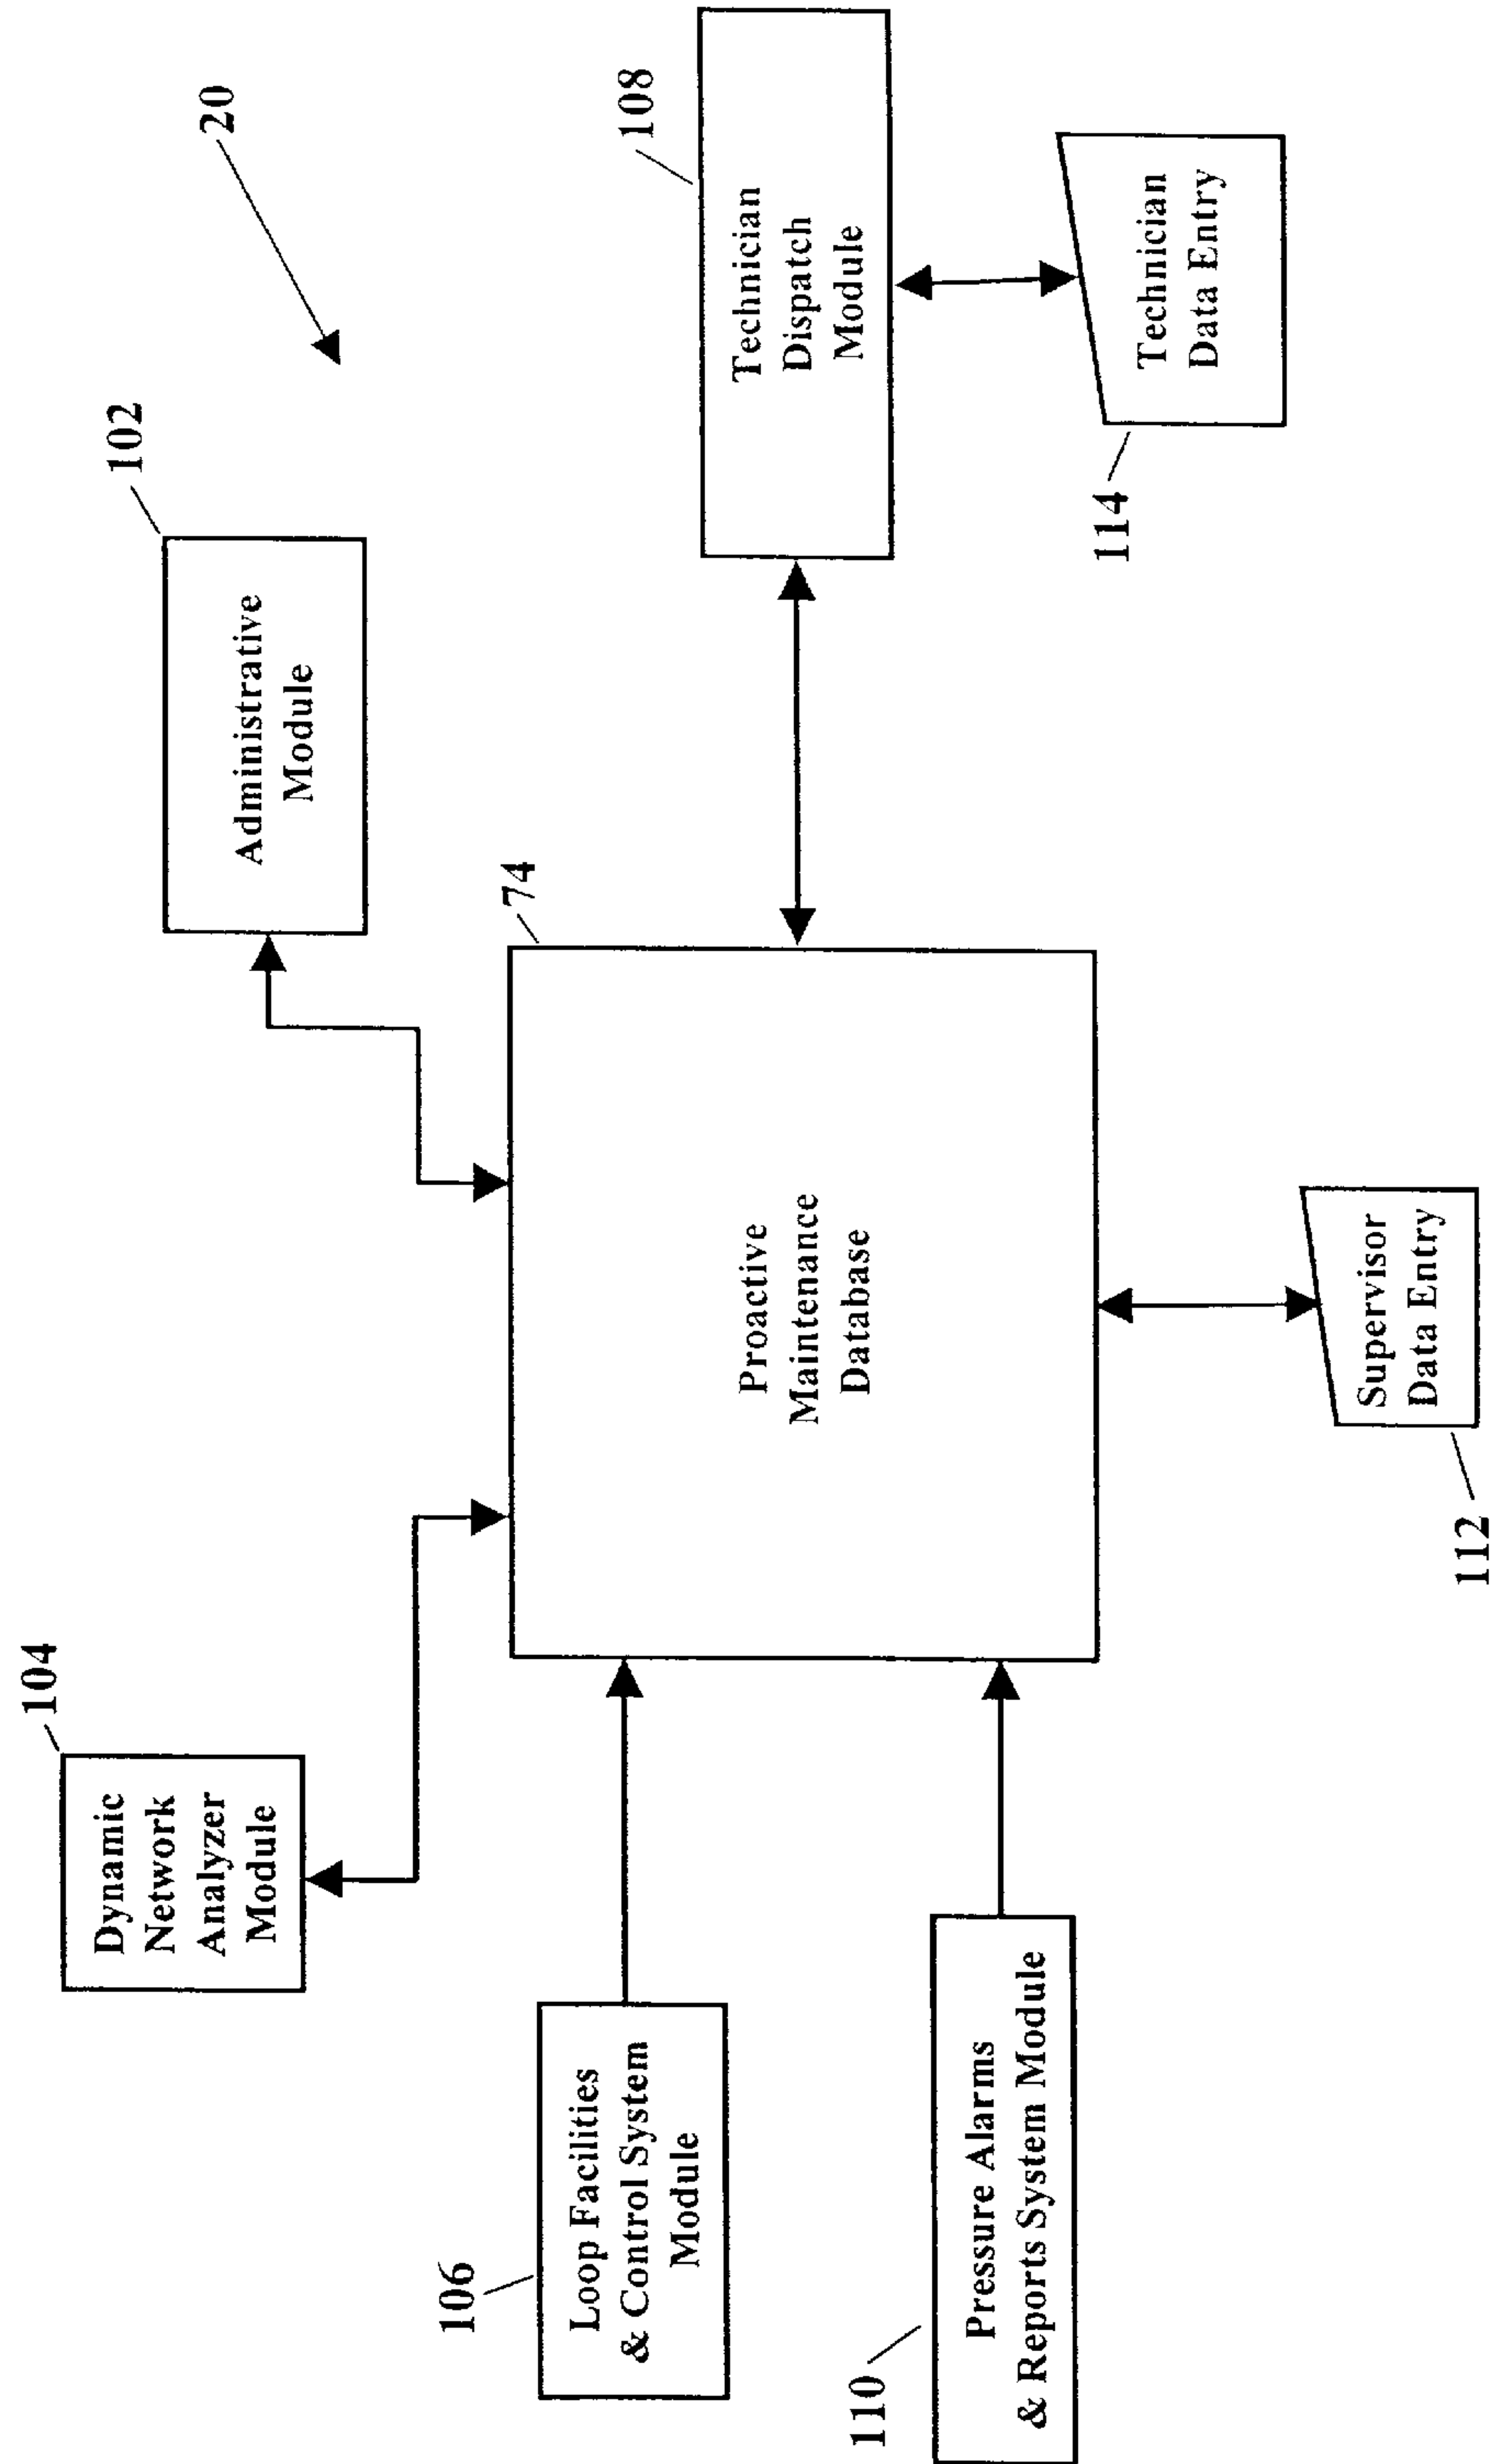 20
104
Dynamic
Network
Analyzer
Module
102
Administrative
Module
106
Loop Facilities
& Control System
Module
74
Proactive
Maintenance
Database
108
Technician
Dispatch
Module
110
Pressure Alarms
& Reports System Module
112
Supervisor
Data Entry
114
Technician
Data Entry